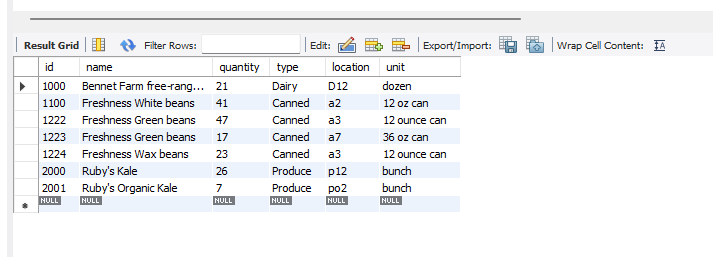 Result Grid Filter Rows: Edit: Export/Import: Wrap Cell Content: IA
id name quantity type location unit
1000 Bennet Farm free-rang... 21 Dairy D12 dozen
1100 Freshness White beans 41 Canned a2 12 oz can
1222 Freshness Green beans 47 Canned a3 12 ounce can
1223 Freshness Green beans 17 Canned a7 36 oz can
1224 Freshness Wax beans 23 Canned a3 12 ounce can
2000 Ruby's Kale 26 Produce p12 bunch
2001 Ruby's Organic Kale 7 Produce po2 bunch
NULL NULL NULL NULL NULL NULL